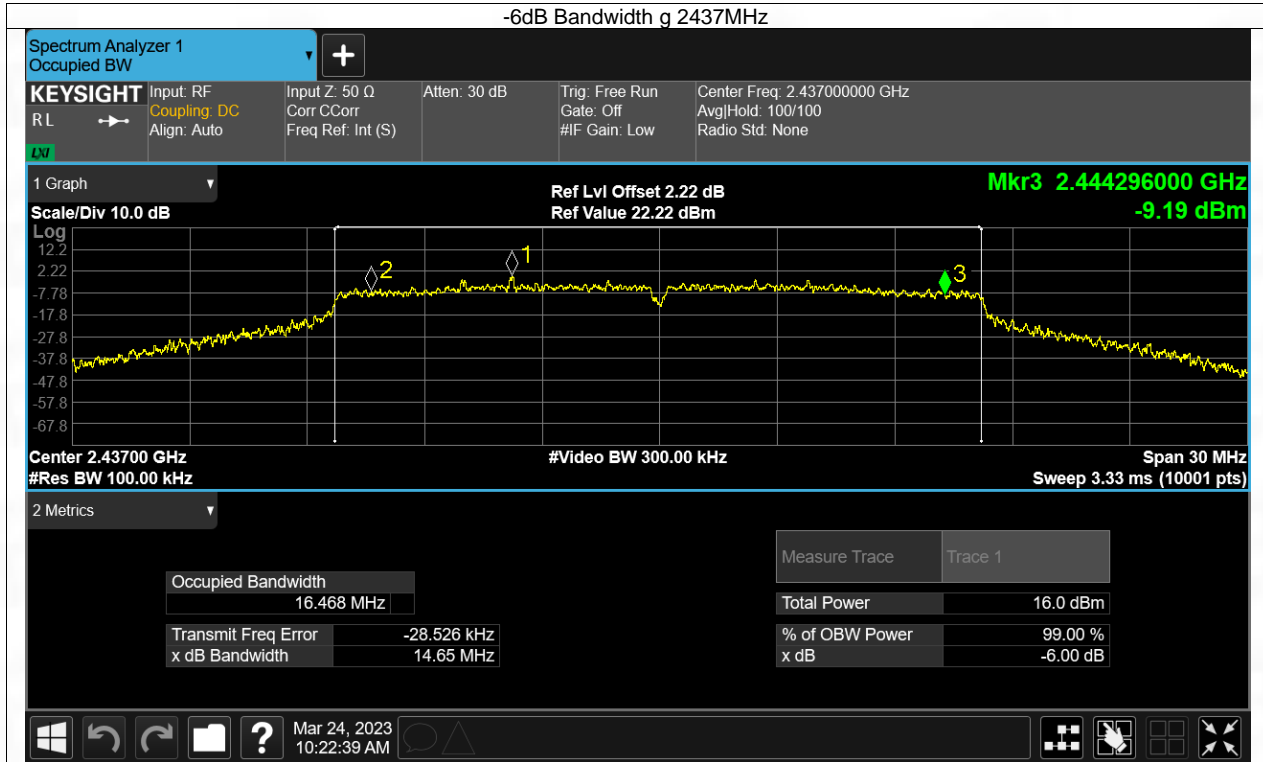 -6dB Bandwidth g 2437MHz
Spectrum Analyzer 1
Occupied BW
KEYSIGHT
R L
LXI
Input: RF
Coupling: DC
Align: Auto
Input Z: 50 Ω
Corr CCorr
Freq Ref: Int (S)
Atten: 30 dB
Trig: Free Run
Gate: Off
#IF Gain: Low
Center Freq: 2.437000000 GHz
Avg|Hold: 100/100
Radio Std: None
1 Graph
Scale/Div 10.0 dB
Ref Lvl Offset 2.22 dB
Ref Value 22.22 dBm
Mkr3 2.444296000 GHz
-9.19 dBm
Log
12.2
2.22
-7.78
-17.8
-27.8
-37.8
-47.8
-57.8
-67.8
2
1
3
Center 2.43700 GHz
#Video BW 300.00 kHz
Span 30 MHz
#Res BW 100.00 kHz
Sweep 3.33 ms (10001 pts)
2 Metrics
Measure Trace Trace 1
Occupied Bandwidth
16.468 MHz
Total Power 16.0 dBm
Transmit Freq Error -28.526 kHz
% of OBW Power 99.00 %
x dB Bandwidth 14.65 MHz
x dB -6.00 dB
?
Mar 24, 2023
10:22:39 AM